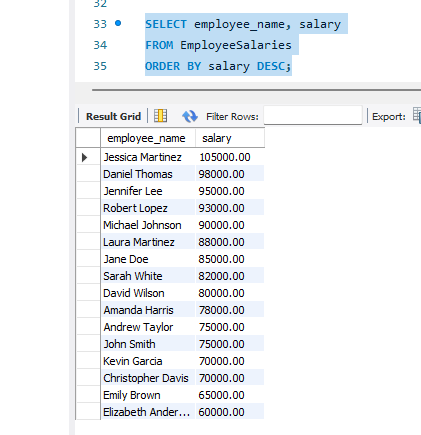 32
33 SELECT employee_name, salary
34 FROM EmployeeSalaries
35 ORDER BY salary DESC;
Result Grid Filter Rows: Export:
employee_name salary
Jessica Martinez 105000.00
Daniel Thomas 98000.00
Jennifer Lee 95000.00
Robert Lopez 93000.00
Michael Johnson 90000.00
Laura Martinez 88000.00
Jane Doe 85000.00
Sarah White 82000.00
David Wilson 80000.00
Amanda Harris 78000.00
Andrew Taylor 75000.00
John Smith 75000.00
Kevin Garcia 70000.00
Christopher Davis 70000.00
Emily Brown 65000.00
Elizabeth Ander... 60000.00